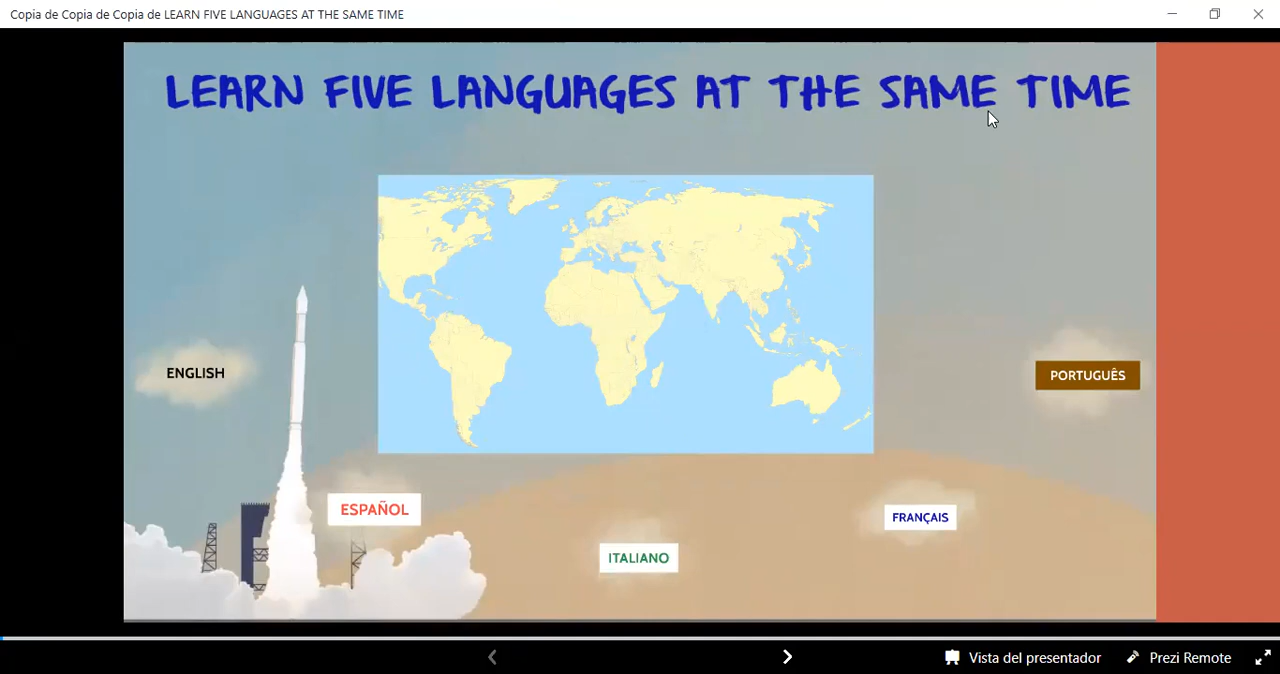 Copia de Copia de Copia de LEARN FIVE LANGUAGES AT THE SAME TIME
LEARN FIVE LANGUAGES AT THE SAME TIME
ENGLISH
PORTUGUÊS
ESPAÑOL
FRANÇAIS
ITALIANO
Vista del presentador
Prezi Remote